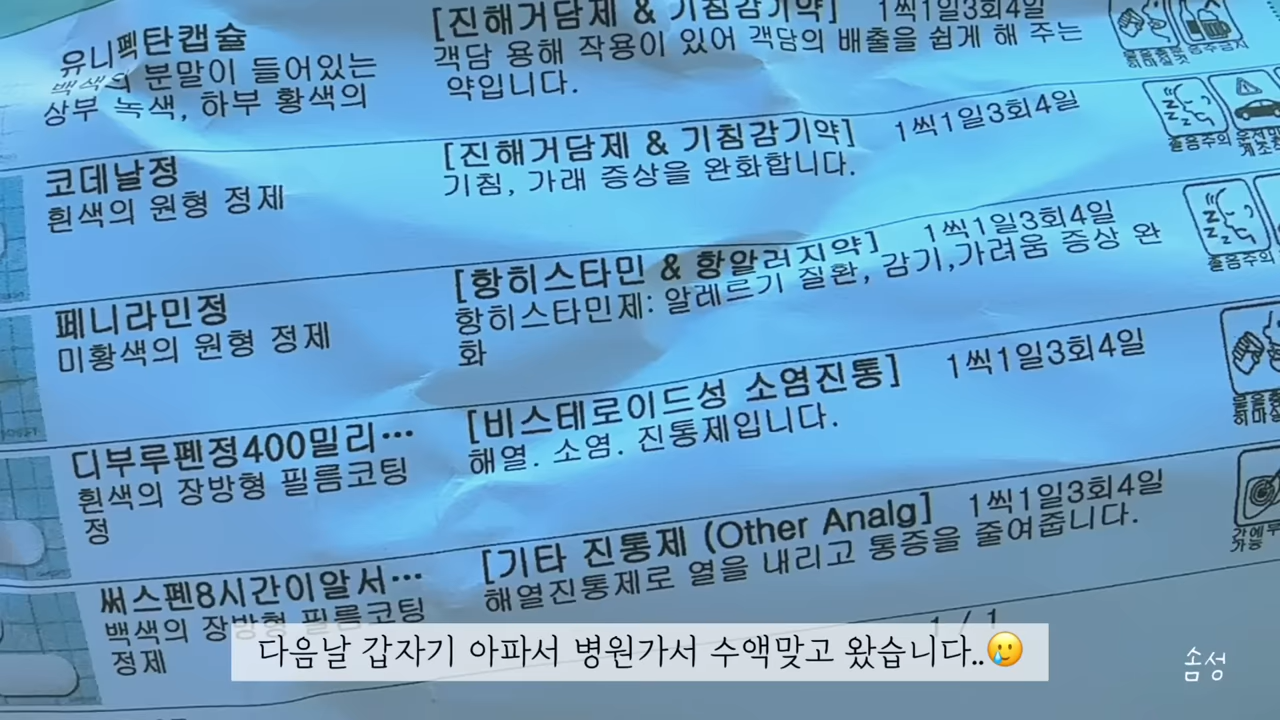 유니펙탄캡슐
백색의 분말이 들어있는
상부 녹색, 하부 황색의
[진해거담제 & 기침감기약] 1씩1일3회4일
객담 용해 작용이 있어 객담의 배출을 쉽게 해 주는
약입니다.
코데날정
흰색의 원형 정제
[진해거담제 & 기침감기약] 1씩1일3회4일
기침, 가래 증상을 완화합니다.
졸음주의
페니라민정
미황색의 원형 정제
[항히스타민 & 항알러지약] 1씩1일3회4일
항히스타민제: 알레르기 질환, 감기,가려움 증상 완
화
졸음주의
디부루펜정400밀리…
흰색의 장방형 필름코팅
정
[비스테로이드성 소염진통] 1씩1일3회4일
해열. 소염. 진통제입니다.
써스펜8시간이알서…
백색의 장방형 필름코팅
정제
[기타 진통제 (Other Analg] 1씩1일3회4일
해열진통제로 열을 내리고 통증을 줄여줍니다.
1 / 1
다음날 갑자기 아파서 병원가서 수액맞고 왔습니다..🥲
솜성